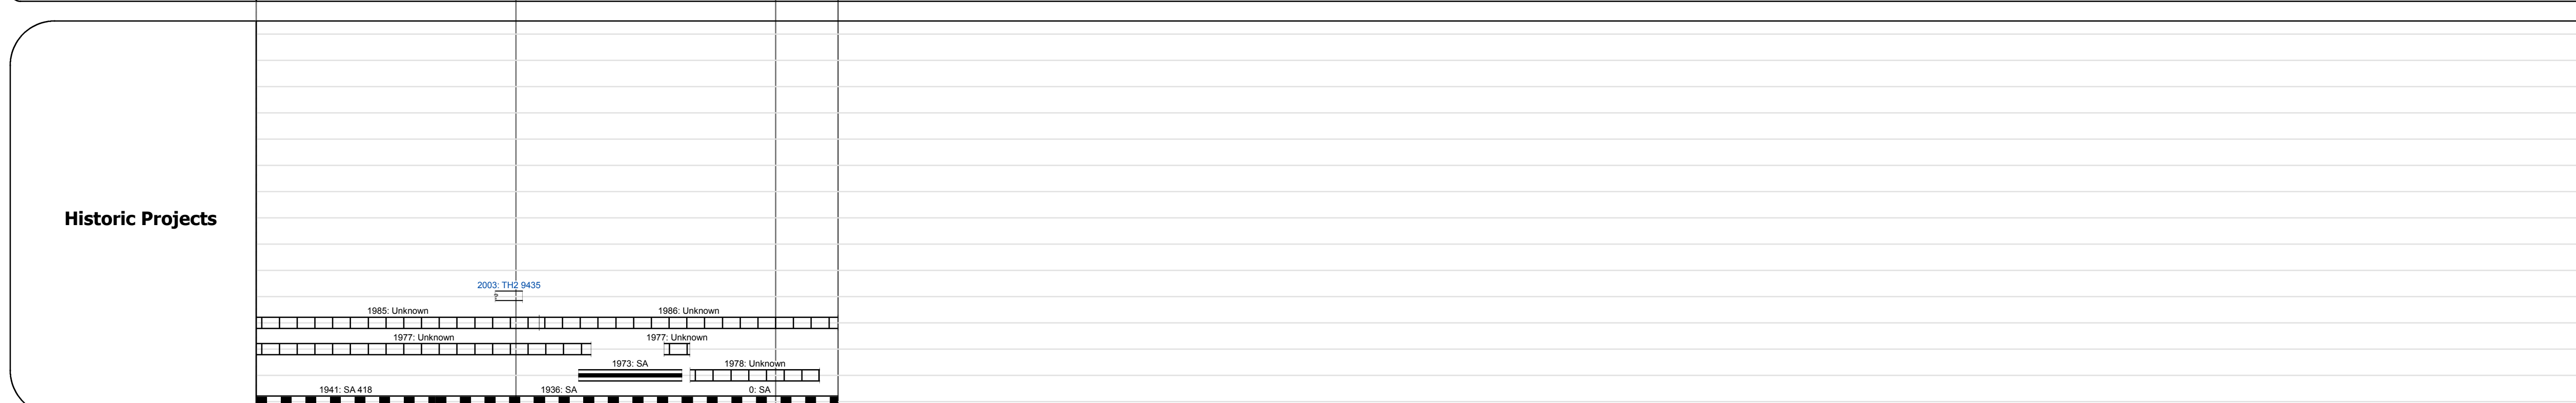 Historic Projects
2003: TH2 9435
1985: Unknown
1986: Unknown
1977: Unknown
1977: Unknown
1973: SA
1978: Unknown
1941: SA 418
1936: SA
0: SA